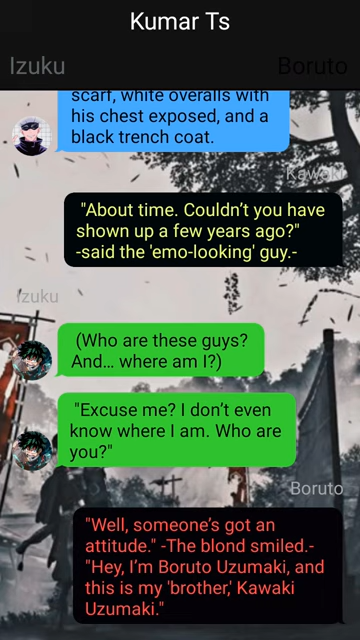 Kumar Ts
Izuku
Boruto
scarf, white overalls with
his chest exposed, and a
black trench coat.
Kawaki
"About time. Couldn’t you have
shown up a few years ago?"
-said the 'emo-looking' guy.-
Izuku
(Who are these guys?
And… where am I?)
"Excuse me? I don’t even
know where I am. Who are
you?"
Boruto
"Well, someone’s got an
attitude." -The blond smiled.-
"Hey, I’m Boruto Uzumaki, and
this is my 'brother,' Kawaki
Uzumaki."